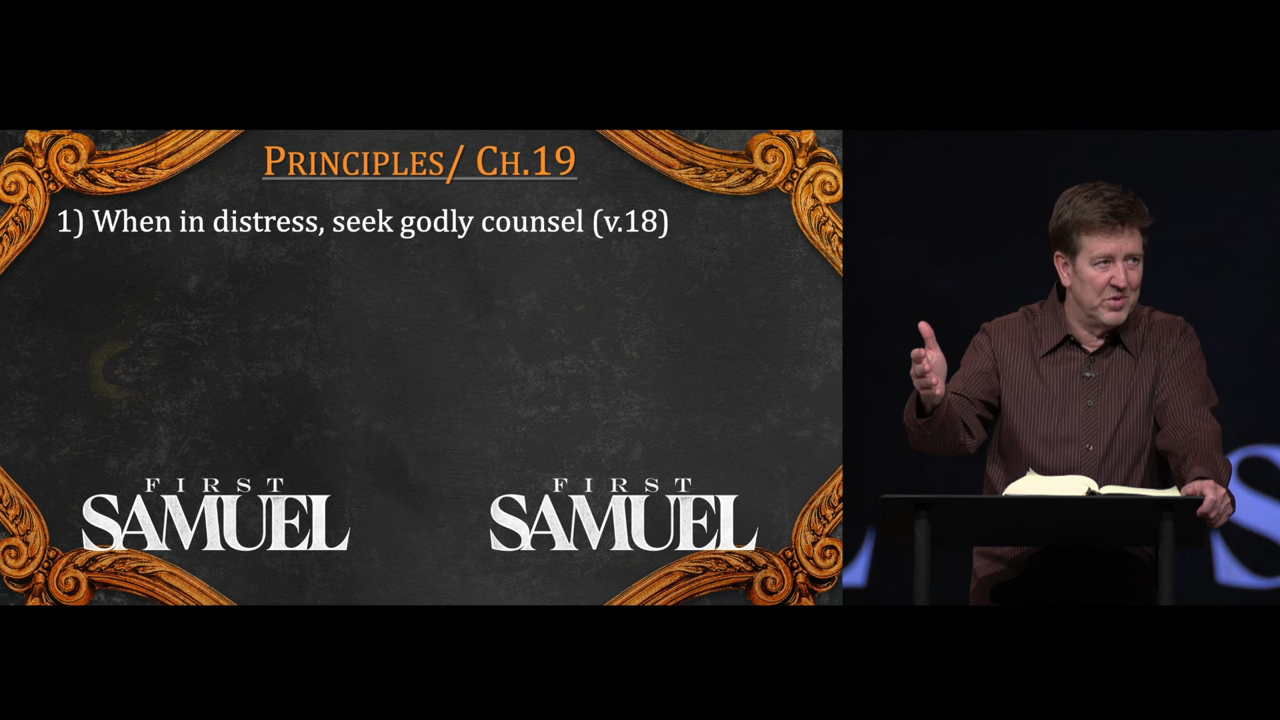 PRINCIPLES/ CH.19
1) When in distress, seek godly counsel (v.18)
FIRST
SAMUEL
FIRST
SAMUEL
S